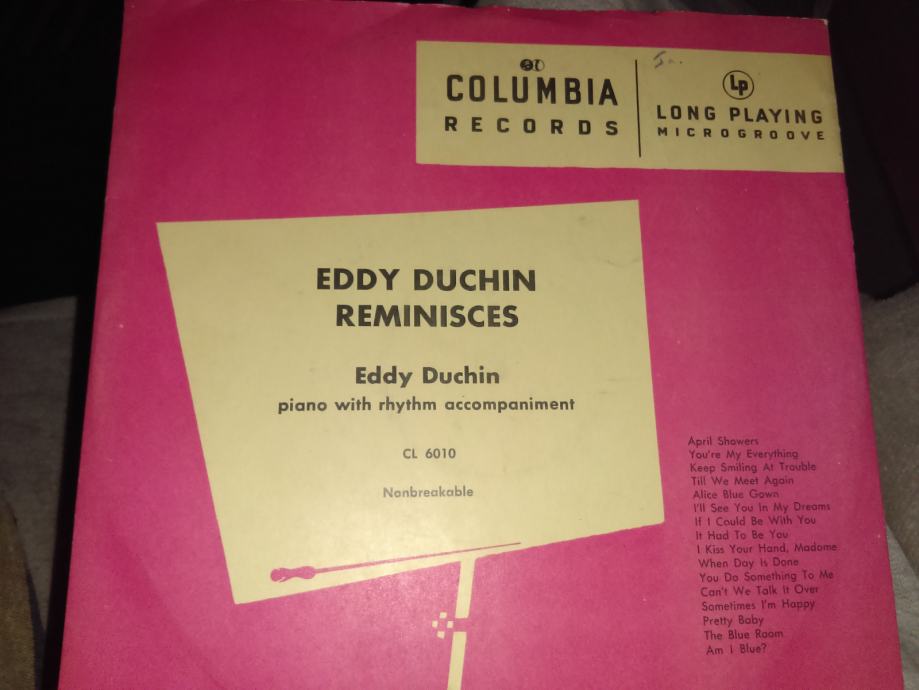 COLUMBIA
RECORDS
LP
LONG PLAYING
MICROGROOVE
EDDY DUCHIN
REMINISCES
Eddy Duchin
piano with rhythm accompaniment
CL 6010
Nonbreakable
April Showers
You're My Everything
Keep Smiling At Trouble
Till We Meet Again
Alice Blue Gown
I'll See You In My Dreams
If I Could Be With You
It Had To Be You
I Kiss Your Hand, Madame
When Day Is Done
You Do Something To Me
Can't We Talk It Over
Sometimes I'm Happy
Pretty Baby
The Blue Room
Am I Blue?